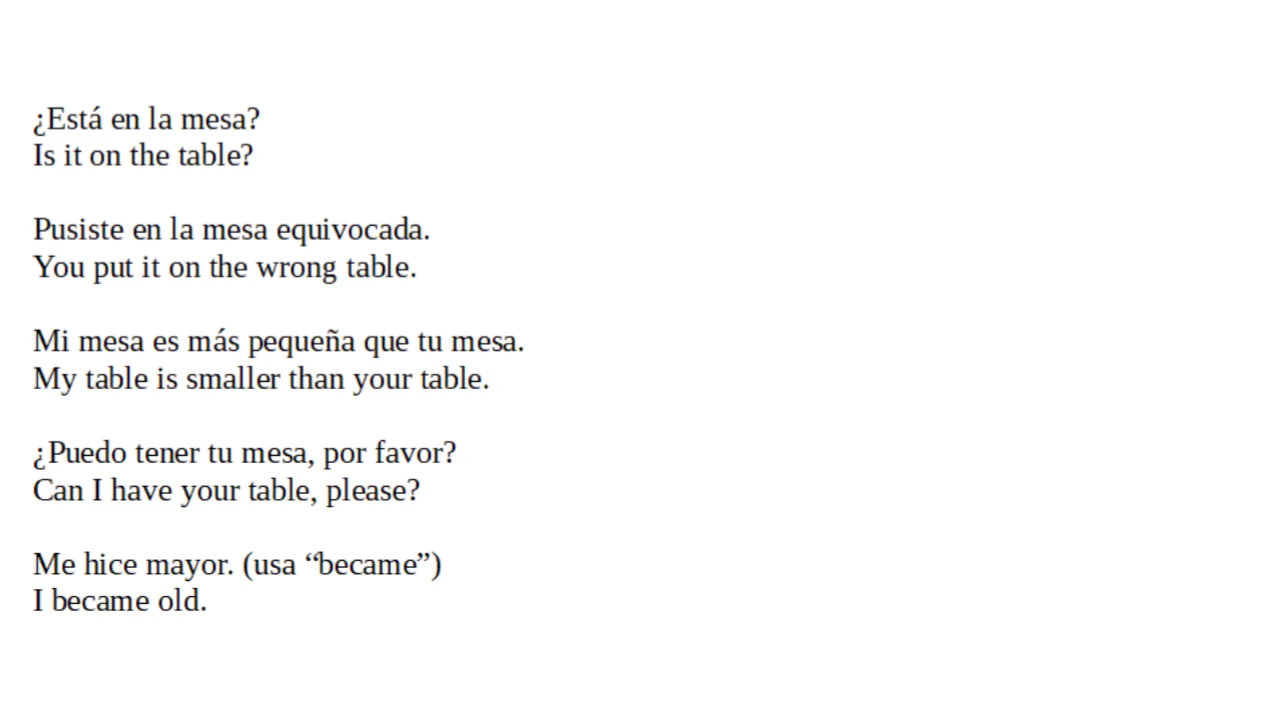 ¿Está en la mesa?
Is it on the table?
Pusiste en la mesa equivocada.
You put it on the wrong table.
Mi mesa es más pequeña que tu mesa.
My table is smaller than your table.
¿Puedo tener tu mesa, por favor?
Can I have your table, please?
Me hice mayor. (usa “became”)
I became old.